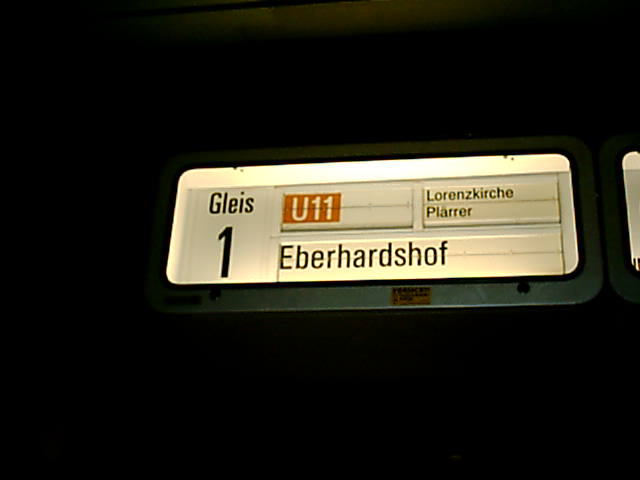 Gleis
1
U11
Lorenzkirche
Plärrer
Eberhardshof